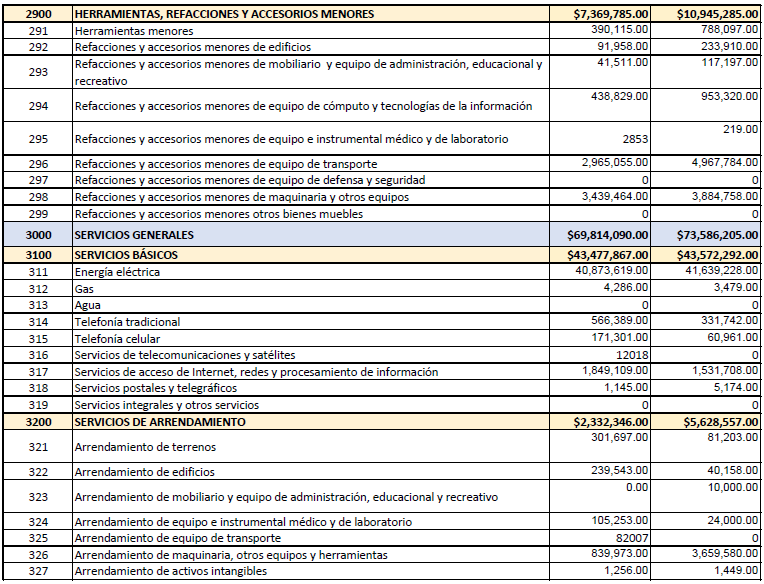 2900 HERRAMIENTAS, REFACCIONES Y ACCESORIOS MENORES $7,369,785.00 $10,945,285.00
291 Herramientas menores 390,115.00 788,097.00
292 Refacciones y accesorios menores de edificios 91,958.00 233,910.00
293 Refacciones y accesorios menores de mobiliario y equipo de administración, educacional y 41,511.00 117,197.00
recreativo
294 Refacciones y accesorios menores de equipo de cómputo y tecnologías de la información 438,829.00 953,320.00
295 Refacciones y accesorios menores de equipo e instrumental médico y de laboratorio 2853 219.00
296 Refacciones y accesorios menores de equipo de transporte 2,965,055.00 4,967,784.00
297 Refacciones y accesorios menores de equipo de defensa y seguridad 0 0
298 Refacciones y accesorios menores de maquinaria y otros equipos 3,439,464.00 3,884,758.00
299 Refacciones y accesorios menores otros bienes muebles 0 0
3000 SERVICIOS GENERALES $69,814,090.00 $73,586,205.00
3100 SERVICIOS BÁSICOS $43,477,867.00 $43,572,292.00
311 Energía eléctrica 40,873,619.00 41,639,228.00
312 Gas 4,286.00 3,479.00
313 Agua 0 0
314 Telefonía tradicional 566,389.00 331,742.00
315 Telefonía celular 171,301.00 60,961.00
316 Servicios de telecomunicaciones y satélites 12018 0
317 Servicios de acceso de Internet, redes y procesamiento de información 1,849,109.00 1,531,708.00
318 Servicios postales y telegráficos 1,145.00 5,174.00
319 Servicios integrales y otros servicios 0 0
3200 SERVICIOS DE ARRENDAMIENTO $2,332,346.00 $5,628,557.00
321 Arrendamiento de terrenos 301,697.00 81,203.00
322 Arrendamiento de edificios 239,543.00 40,158.00
323 Arrendamiento de mobiliario y equipo de administración, educacional y recreativo 0.00 10,000.00
324 Arrendamiento de equipo e instrumental médico y de laboratorio 105,253.00 24,000.00
325 Arrendamiento de equipo de transporte 82007 0
326 Arrendamiento de maquinaria, otros equipos y herramientas 839,973.00 3,659,580.00
327 Arrendamiento de activos intangibles 1,256.00 1,449.00